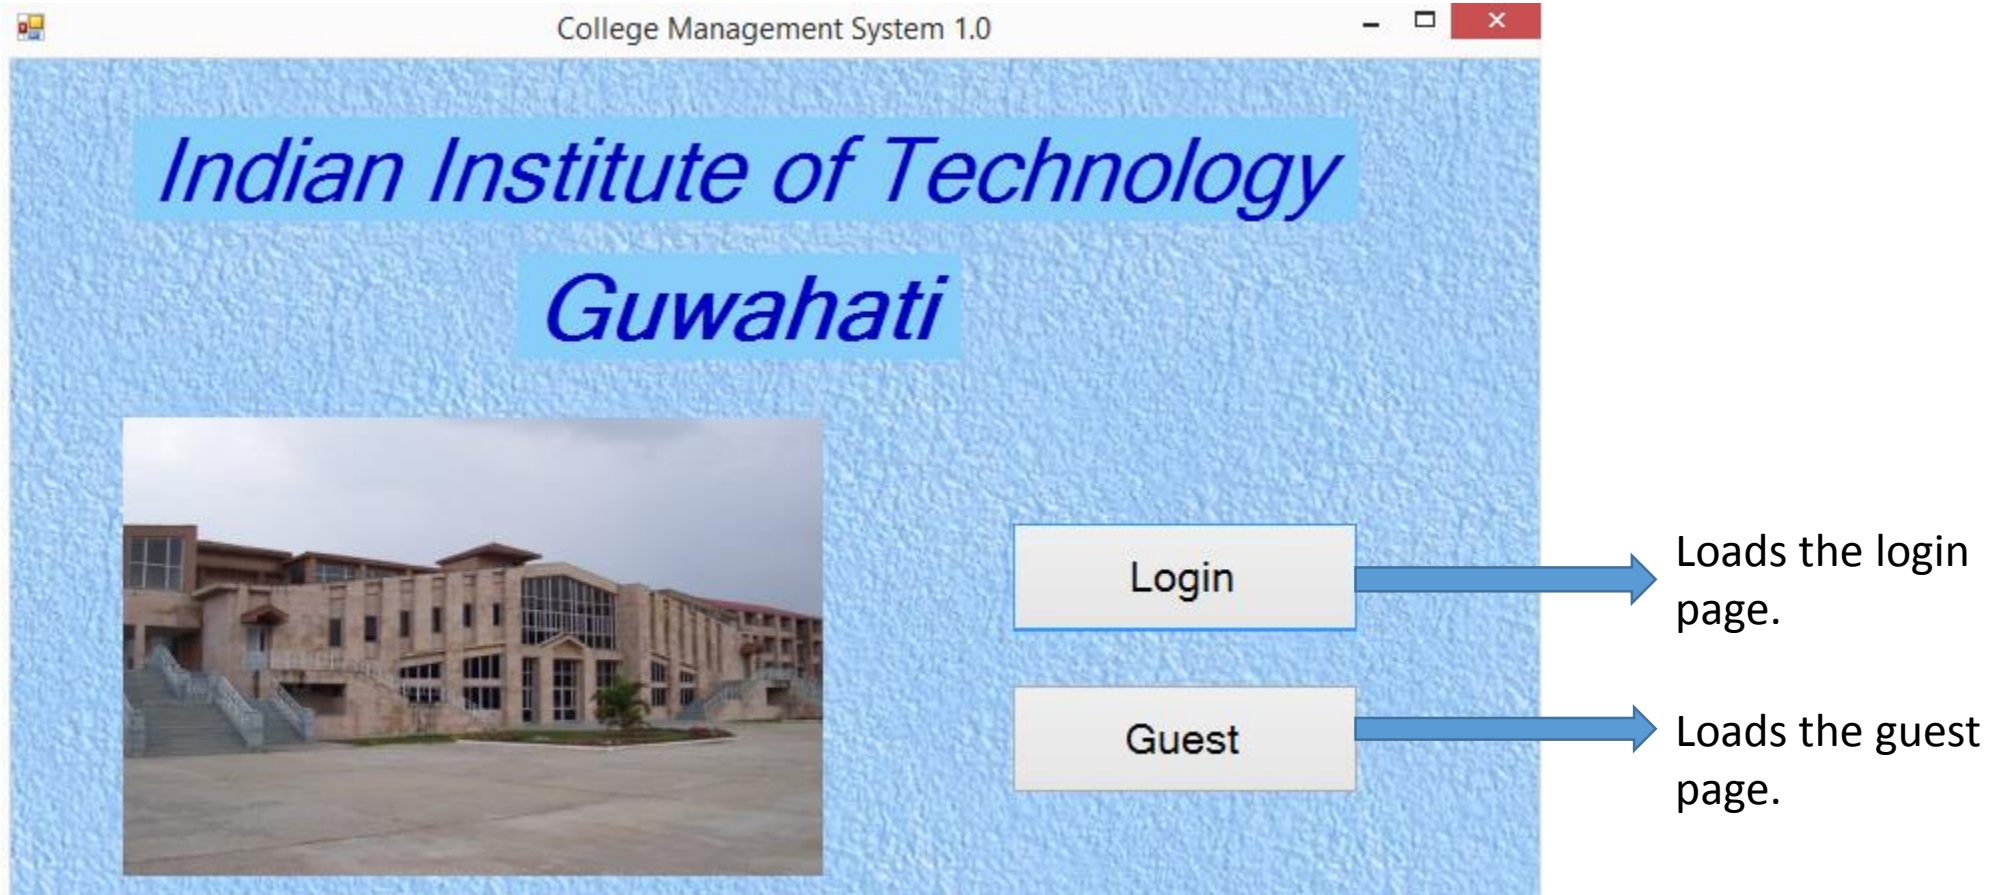 College Management System 1.0
Indian Institute of Technology
Guwahati
Login
Loads the login
page.
Guest
Loads the guest
page.